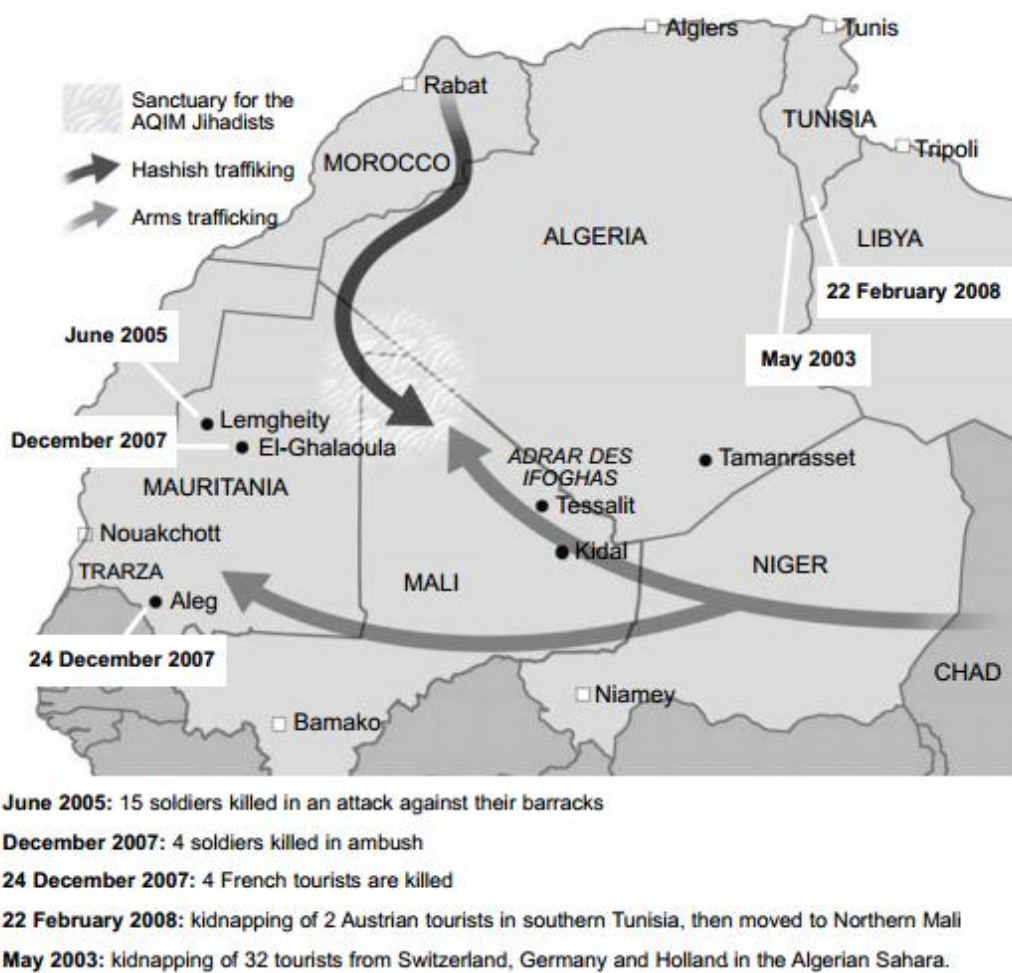 Algiers
Tunis
Rabat
Sanctuary for the
AQIM Jihadists
TUNISIA
Tripoli
MOROCCO
Hashish traffiking
Arms trafficking
ALGERIA
LIBYA
22 February 2008
June 2005
May 2003
Lemgheity
December 2007
El-Ghalaoula
ADRAR DES
IFOGHAS
Tamanrasset
MAURITANIA
Tessalit
Nouakchott
Kidal
NIGER
TRARZA
MALI
Aleg
24 December 2007
CHAD
Niamey
Bamako
June 2005: 15 soldiers killed in an attack against their barracks
December 2007: 4 soldiers killed in ambush
24 December 2007: 4 French tourists are killed
22 February 2008: kidnapping of 2 Austrian tourists in southern Tunisia, then moved to Northern Mali
May 2003: kidnapping of 32 tourists from Switzerland, Germany and Holland in the Algerian Sahara.